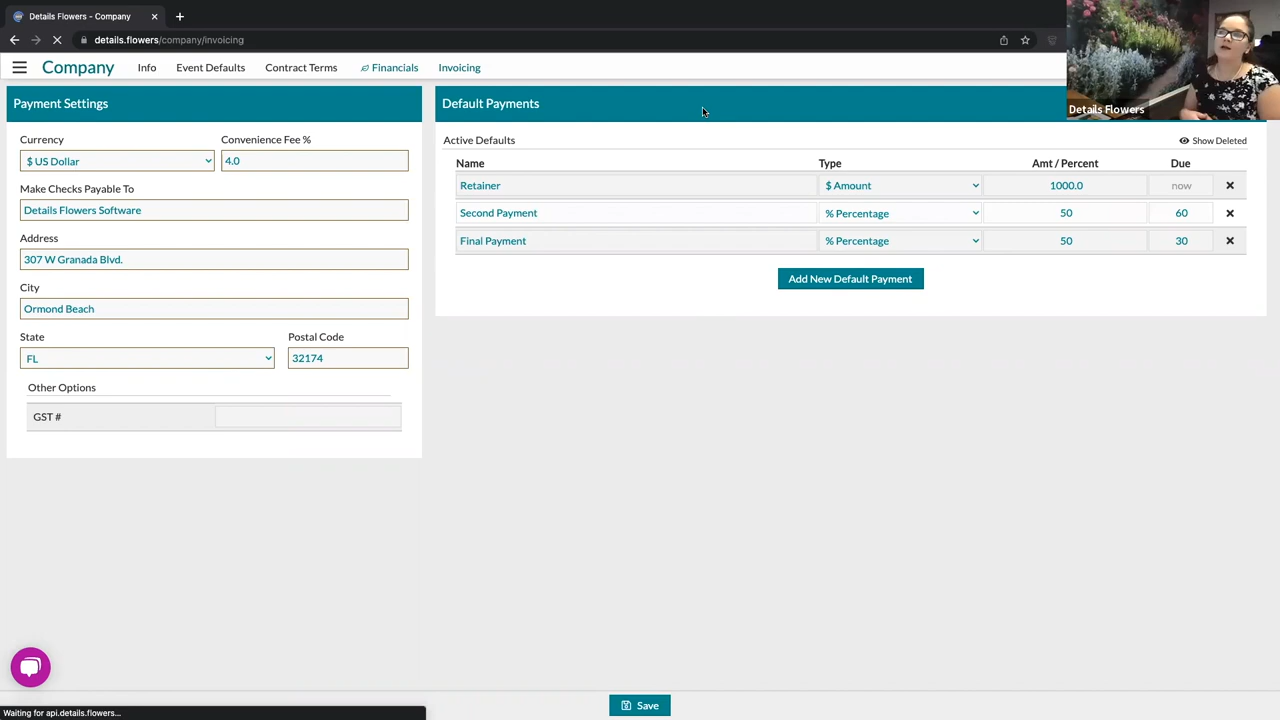 Details Flowers - Company
details.flowers/company/invoicing
Company
Info
Event Defaults
Contract Terms
Financials
Invoicing
Details Flowers
Payment Settings
Currency
Convenience Fee %
$ US Dollar
4.0
Make Checks Payable To
Details Flowers Software
Address
307 W Granada Blvd.
City
Ormond Beach
State
Postal Code
FL
32174
Other Options
GST #
Default Payments
Active Defaults
Show Deleted
Name Type Amt / Percent Due
Retainer $ Amount 1000.0 now
Second Payment % Percentage 50 60
Final Payment % Percentage 50 30
Add New Default Payment
Save
Waiting for api.details.flowers...